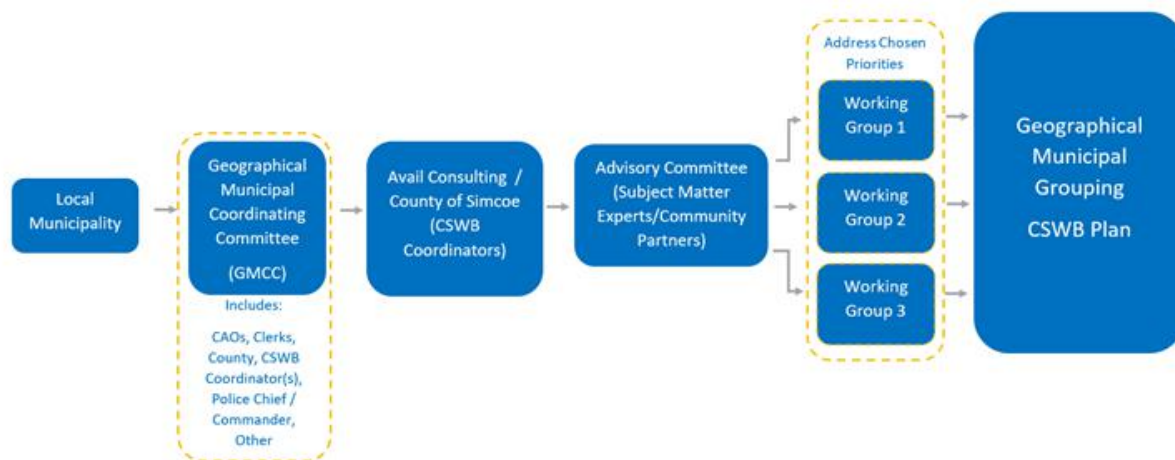 Local
Municipality
Geographical
Municipal
Coordinating
Committee
(GMCC)
Includes:
CAOs, Clerks,
County, CSWB
Coordinator(s),
Police Chief /
Commander,
Other
Avail Consulting /
County of Simcoe
(CSWB
Coordinators)
Advisory Committee
(Subject Matter
Experts/Community
Partners)
Address Chosen
Priorities
Working
Group 1
Working
Group 2
Working
Group 3
Geographical
Municipal
Grouping
CSWB Plan